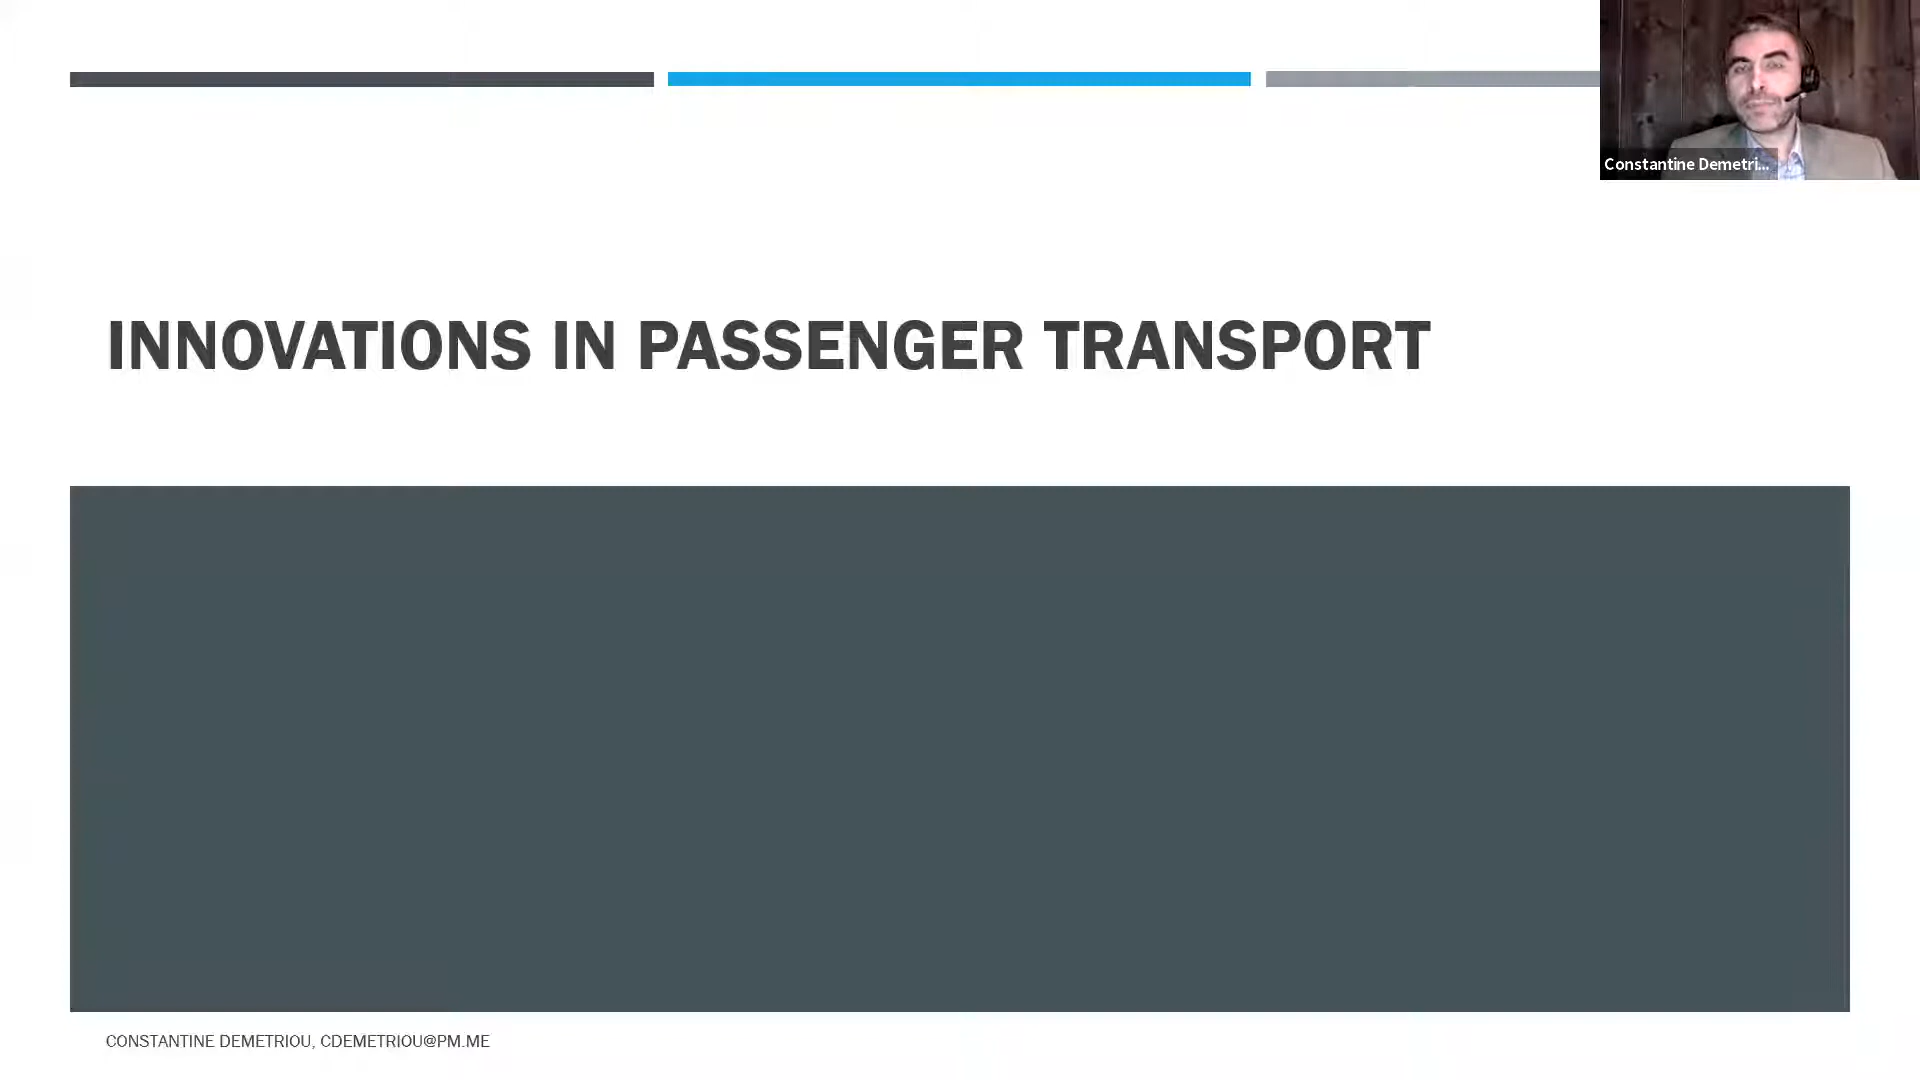 Constantine Demetri...
INNOVATIONS IN PASSENGER TRANSPORT
CONSTANTINE DEMETRIOU, CDEMETRIOU@PM.ME